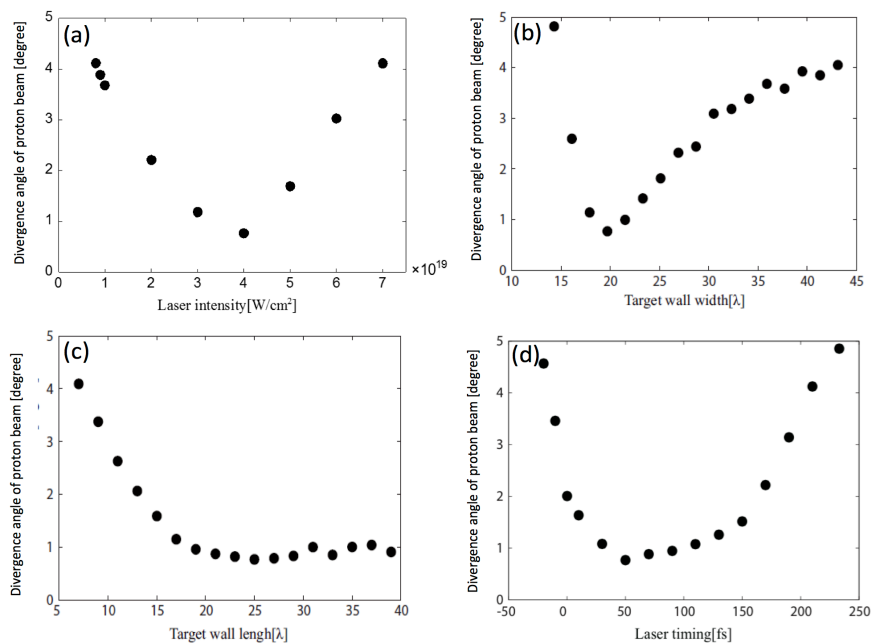 (a)
Divergence angle of proton beam [degree]
5
4
3
2
1
0
0 1 2 3 4 5 6 7
×10¹⁹
Laser intensity[W/cm²]
(b)
Divergence angle of proton beam [degree]
5
4
3
2
1
0
10 15 20 25 30 35 40 45
Target wall width[λ]
(c)
Divergence angle of proton beam [degree]
5
4
3
2
1
0
5 10 15 20 25 30 35 40
Target wall lengh[λ]
(d)
Divergence angle of proton beam [degree]
5
4
3
2
1
0
-50 0 50 100 150 200 250
Laser timing[fs]